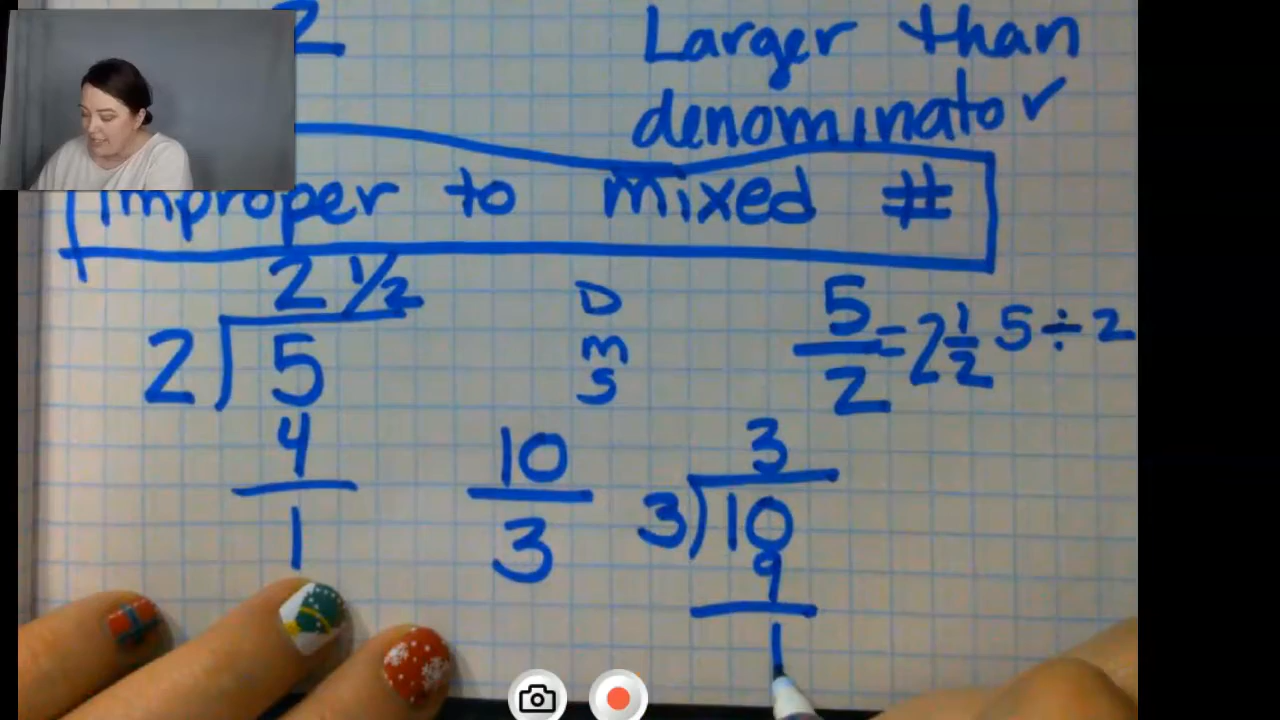 2
Larger than
denominator
Improper to mixed #
2 1/2
2 5
4
1
D
m
S
5/2 = 2 1/2 5 ÷ 2
10
3
3
3 10
9
1